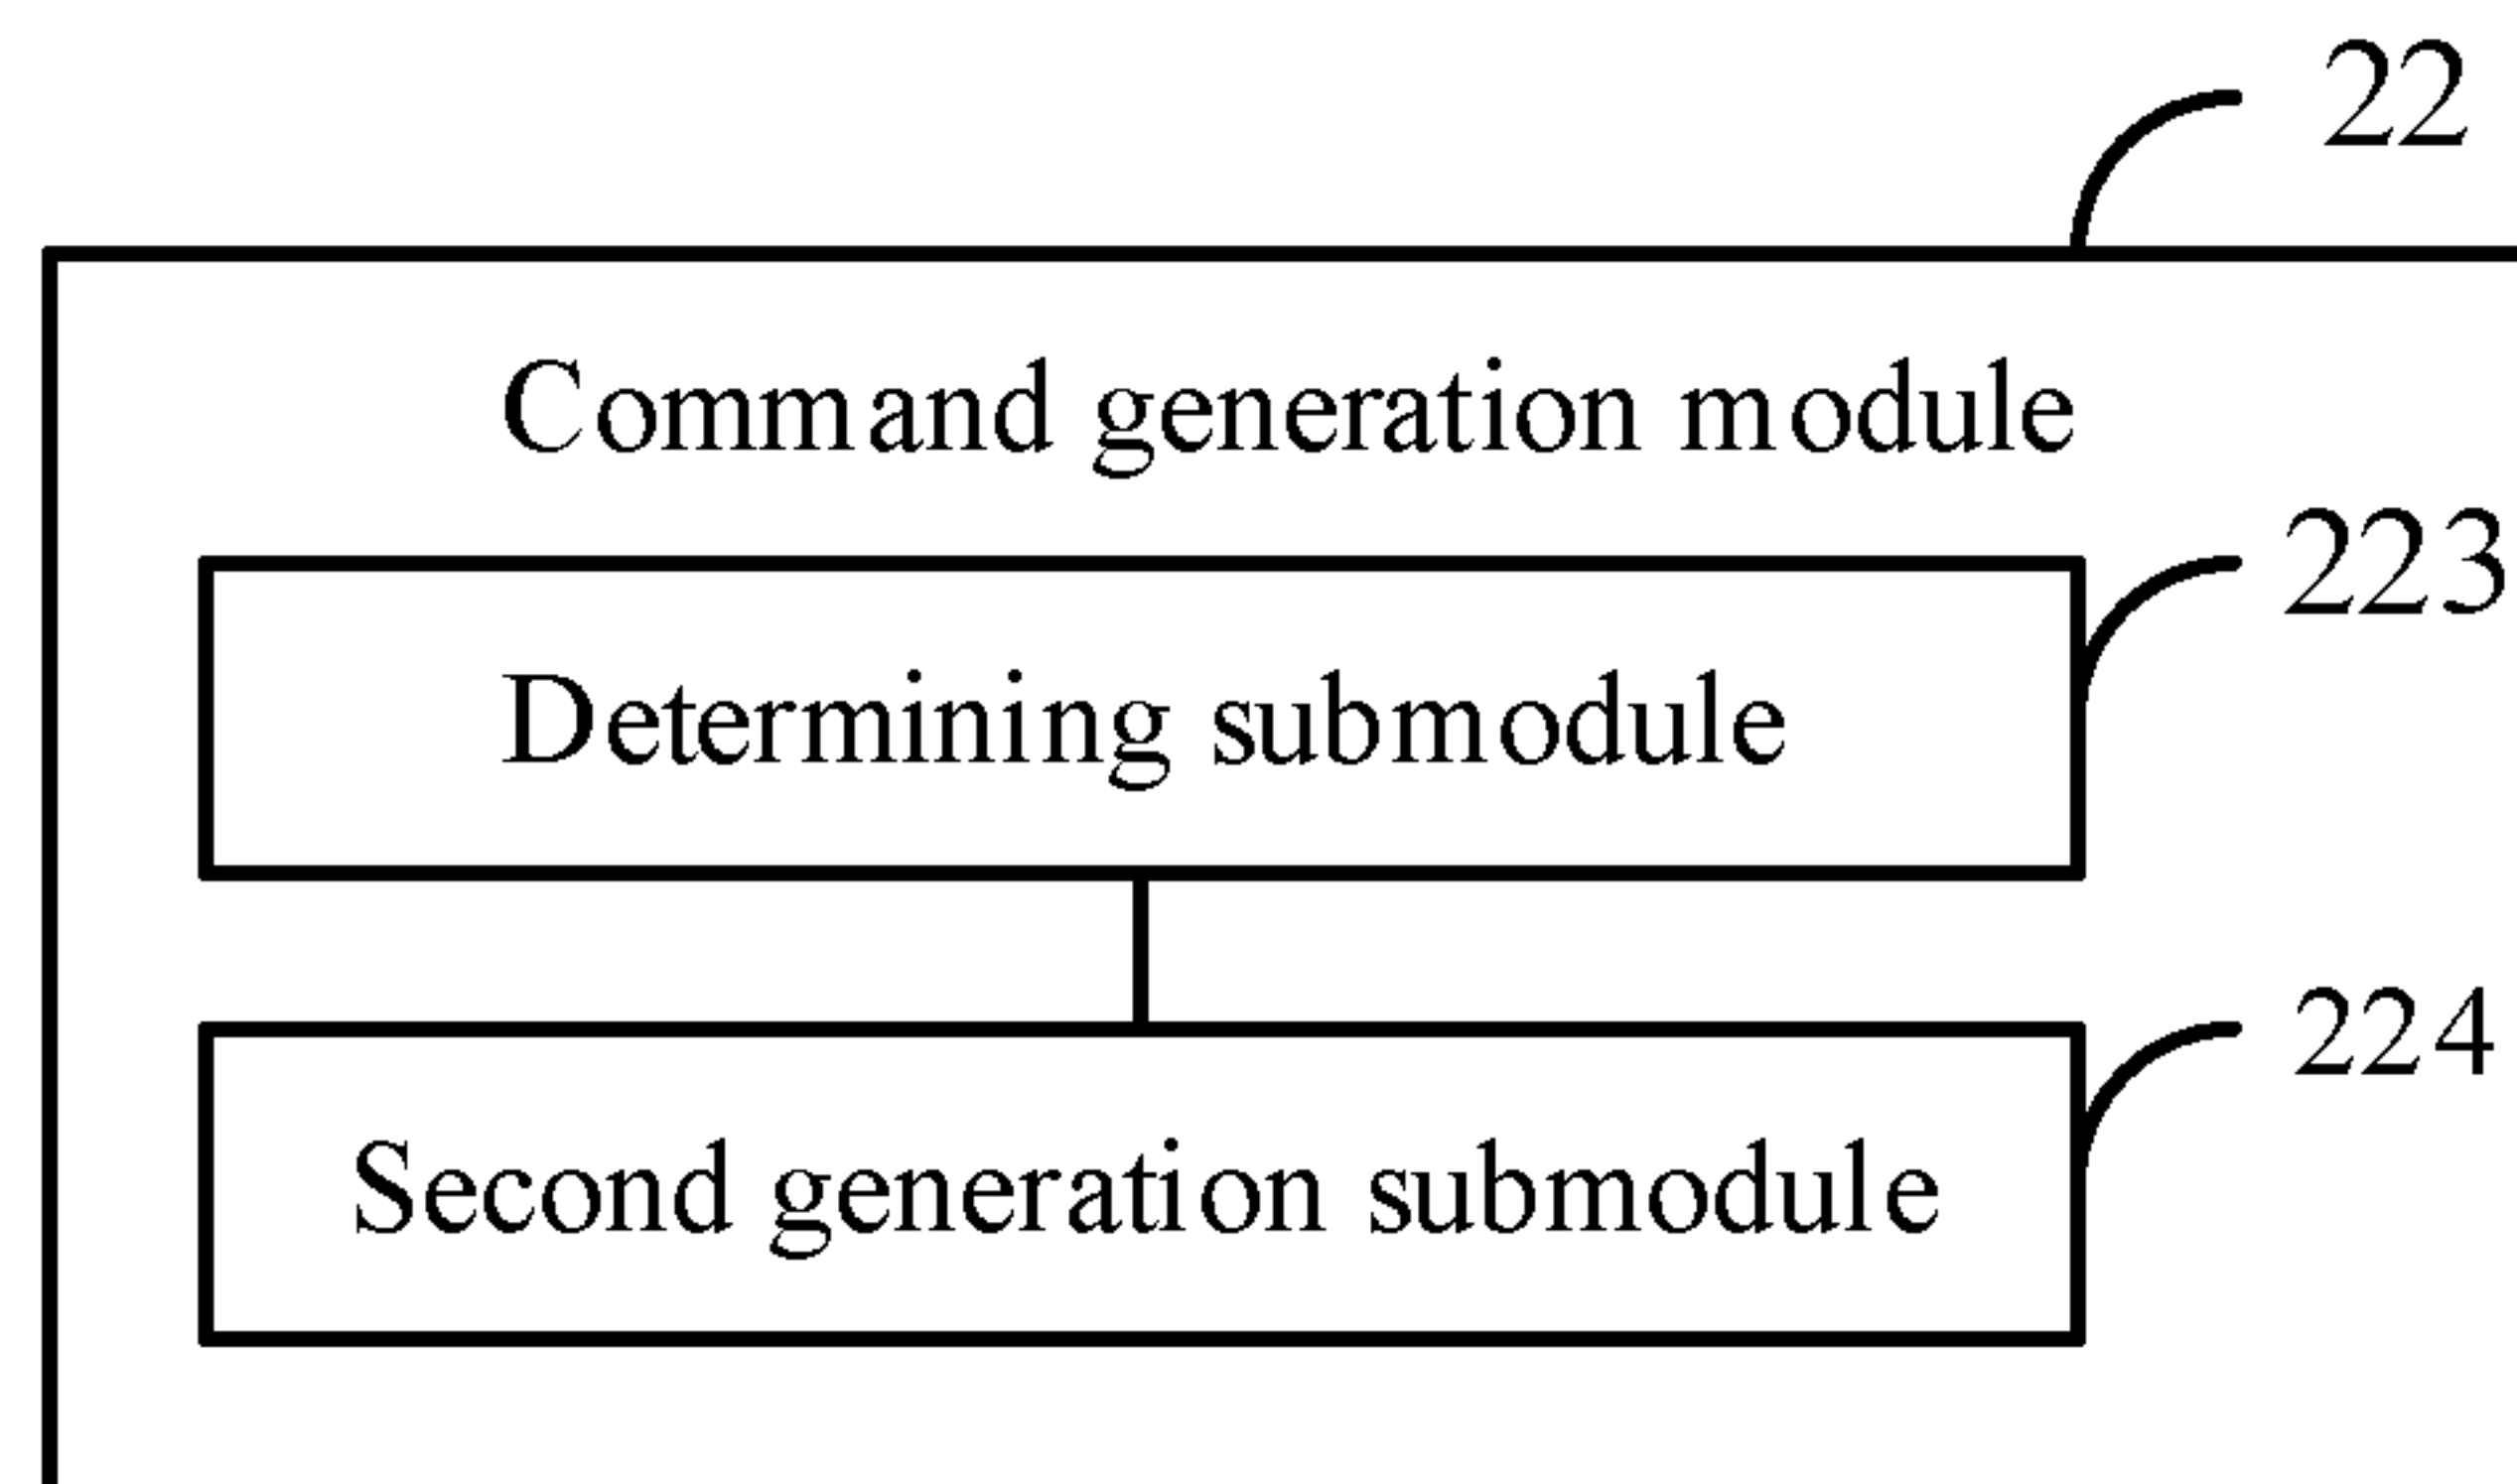 22
Command generation module
223
Determining submodule
224
Second generation submodule